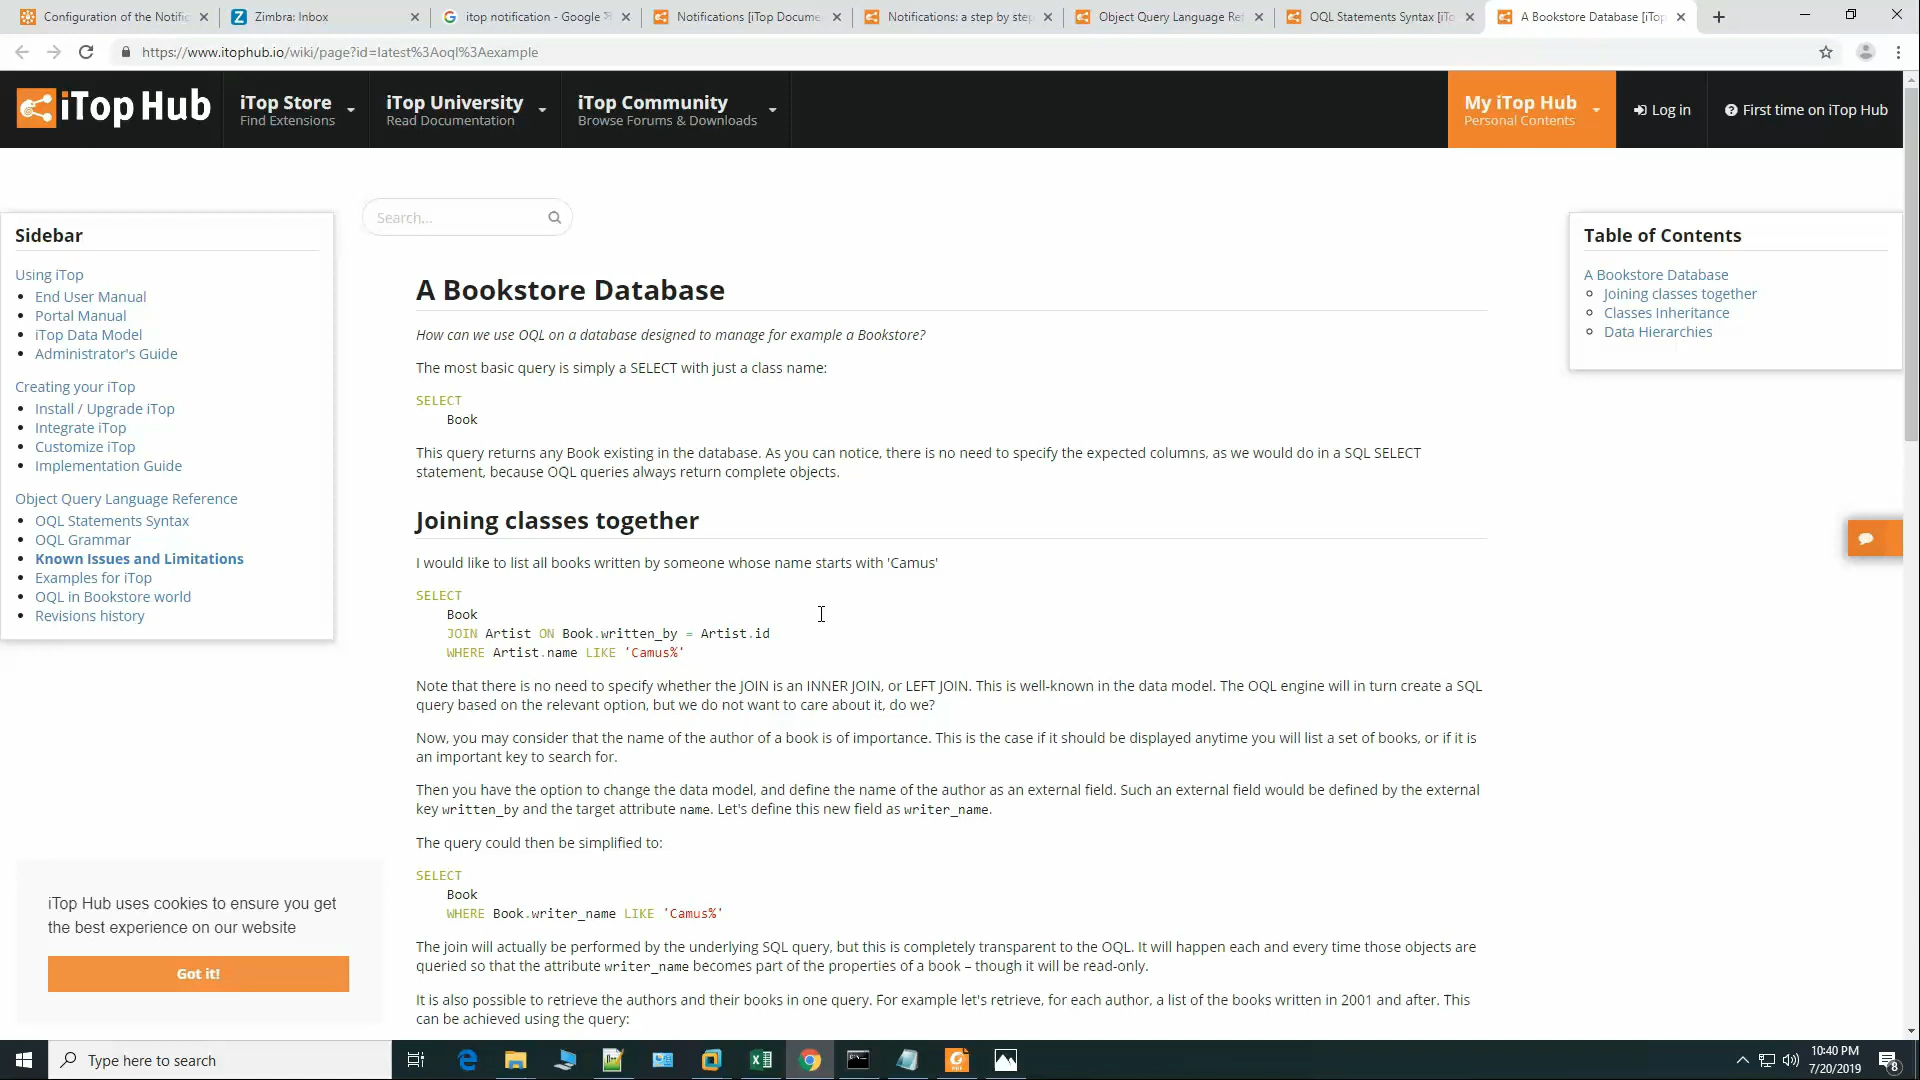 Configuration of the Notific
Zimbra: Inbox
itop notification - Google
Notifications [iTop Docume
Notifications: a step by step
Object Query Language Ref
OQL Statements Syntax [iTo
A Bookstore Database [iTop
https://www.itophub.io/wiki/page?id=latest%3Aoql%3Aexample
iTop Hub
iTop Store
Find Extensions
iTop University
Read Documentation
iTop Community
Browse Forums & Downloads
My iTop Hub
Personal Contents
Log in
First time on iTop Hub
Search...
Sidebar
Using iTop
End User Manual
Portal Manual
iTop Data Model
Administrator's Guide
Creating your iTop
Install / Upgrade iTop
Integrate iTop
Customize iTop
Implementation Guide
Object Query Language Reference
OQL Statements Syntax
OQL Grammar
Known Issues and Limitations
Examples for iTop
OQL in Bookstore world
Revisions history
A Bookstore Database
How can we use OQL on a database designed to manage for example a Bookstore?
The most basic query is simply a SELECT with just a class name:
SELECT
Book
This query returns any Book existing in the database. As you can notice, there is no need to specify the expected columns, as we would do in a SQL SELECT
statement, because OQL queries always return complete objects.
Joining classes together
I would like to list all books written by someone whose name starts with 'Camus'
SELECT
Book
JOIN Artist ON Book.written_by = Artist.id
WHERE Artist.name LIKE 'Camus%'
Note that there is no need to specify whether the JOIN is an INNER JOIN, or LEFT JOIN. This is well-known in the data model. The OQL engine will in turn create a SQL
query based on the relevant option, but we do not want to care about it, do we?
Now, you may consider that the name of the author of a book is of importance. This is the case if it should be displayed anytime you will list a set of books, or if it is
an important key to search for.
Then you have the option to change the data model, and define the name of the author as an external field. Such an external field would be defined by the external
key written_by and the target attribute name. Let's define this new field as writer_name.
The query could then be simplified to:
SELECT
Book
WHERE Book.writer_name LIKE 'Camus%'
The join will actually be performed by the underlying SQL query, but this is completely transparent to the OQL. It will happen each and every time those objects are
queried so that the attribute writer_name becomes part of the properties of a book – though it will be read-only.
It is also possible to retrieve the authors and their books in one query. For example let's retrieve, for each author, a list of the books written in 2001 and after. This
can be achieved using the query:
Table of Contents
A Bookstore Database
Joining classes together
Classes Inheritance
Data Hierarchies
iTop Hub uses cookies to ensure you get
the best experience on our website
Got it!
Type here to search
10:40 PM
7/20/2019
8